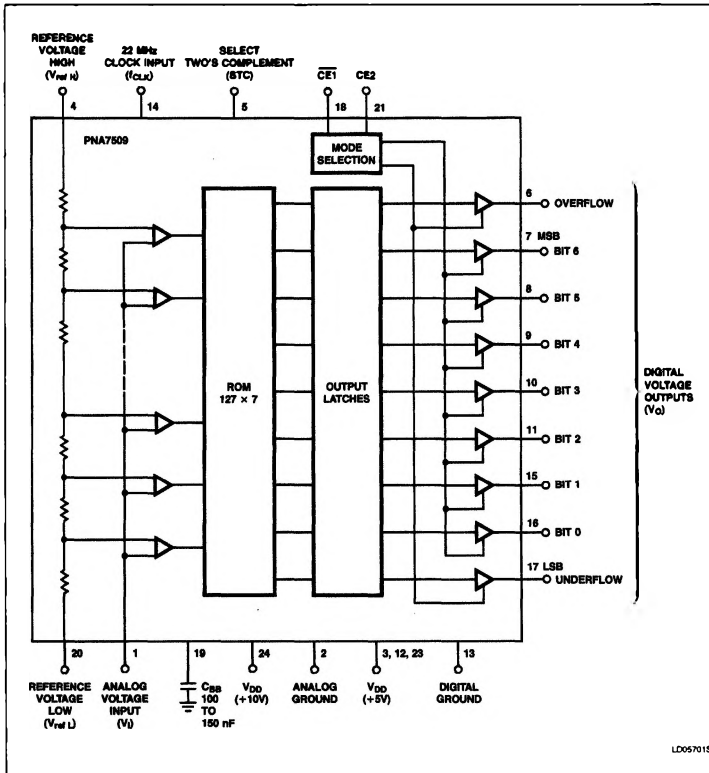 REFERENCE
VOLTAGE
HIGH
(Vref H)
4
22 MHz
CLOCK INPUT
(fCLK)
14
SELECT
TWO'S COMPLEMENT
(STC)
5
CE1
18
CE2
21
PNA7509
MODE
SELECTION
ROM
127 × 7
OUTPUT
LATCHES
6
OVERFLOW
7 MSB
BIT 6
8
BIT 5
9
BIT 4
10
BIT 3
11
BIT 2
15
BIT 1
16
BIT 0
17 LSB
UNDERFLOW
DIGITAL
VOLTAGE
OUTPUTS
(VO)
20
REFERENCE
VOLTAGE
LOW
(Vref L)
1
ANALOG
VOLTAGE
INPUT
(VI)
19
CBB
100
TO
150 nF
24
VDD
(+10V)
2
ANALOG
GROUND
3, 12, 23
VDD
(+5V)
13
DIGITAL
GROUND
LD05701S